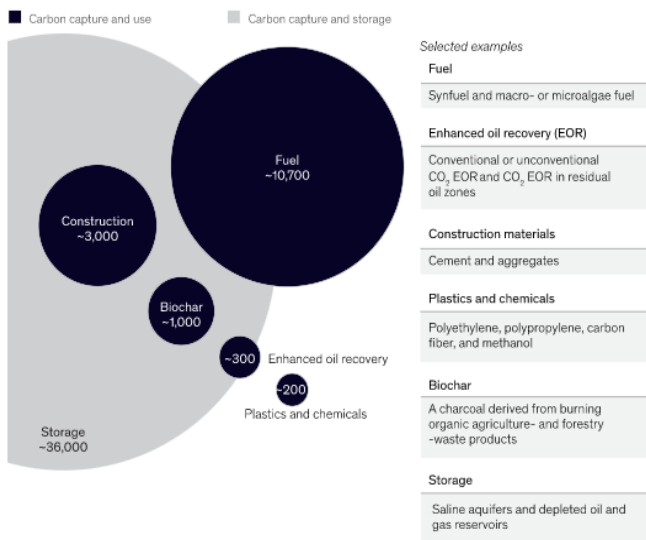 Carbon capture and use
Carbon capture and storage
Fuel
~10,700
Construction
~3,000
Biochar
~1,000
~300
Enhanced oil recovery
~200
Plastics and chemicals
Storage
~36,000
Selected examples
Fuel
Synfuel and macro- or microalgae fuel
Enhanced oil recovery (EOR)
Conventional or unconventional
CO₂ EOR and CO₂ EOR in residual
oil zones
Construction materials
Cement and aggregates
Plastics and chemicals
Polyethylene, polypropylene, carbon
fiber, and methanol
Biochar
A charcoal derived from burning
organic agriculture- and forestry
-waste products
Storage
Saline aquifers and depleted oil and
gas reservoirs